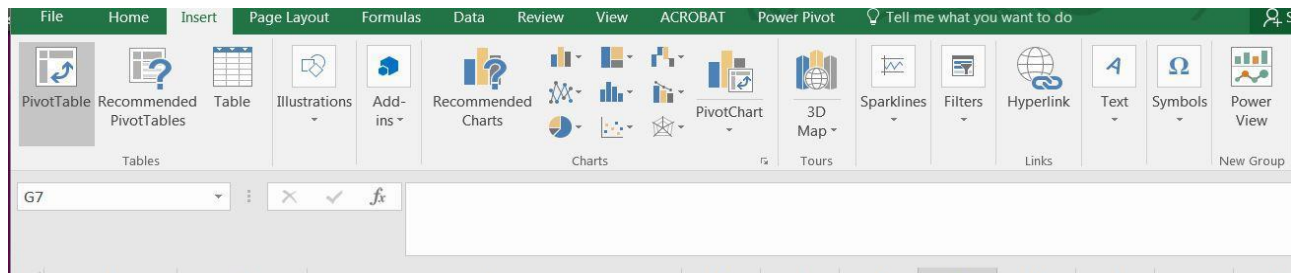 File Home Insert Page Layout Formulas Data Review View ACROBAT Power Pivot Tell me what you want to do
PivotTable Recommended PivotTables Table
Illustrations
Add-ins
Recommended Charts
PivotChart
3D Map
Sparklines
Filters
Hyperlink
Text
Symbols
Power View
Tables Charts Tours Links New Group
G7 fx